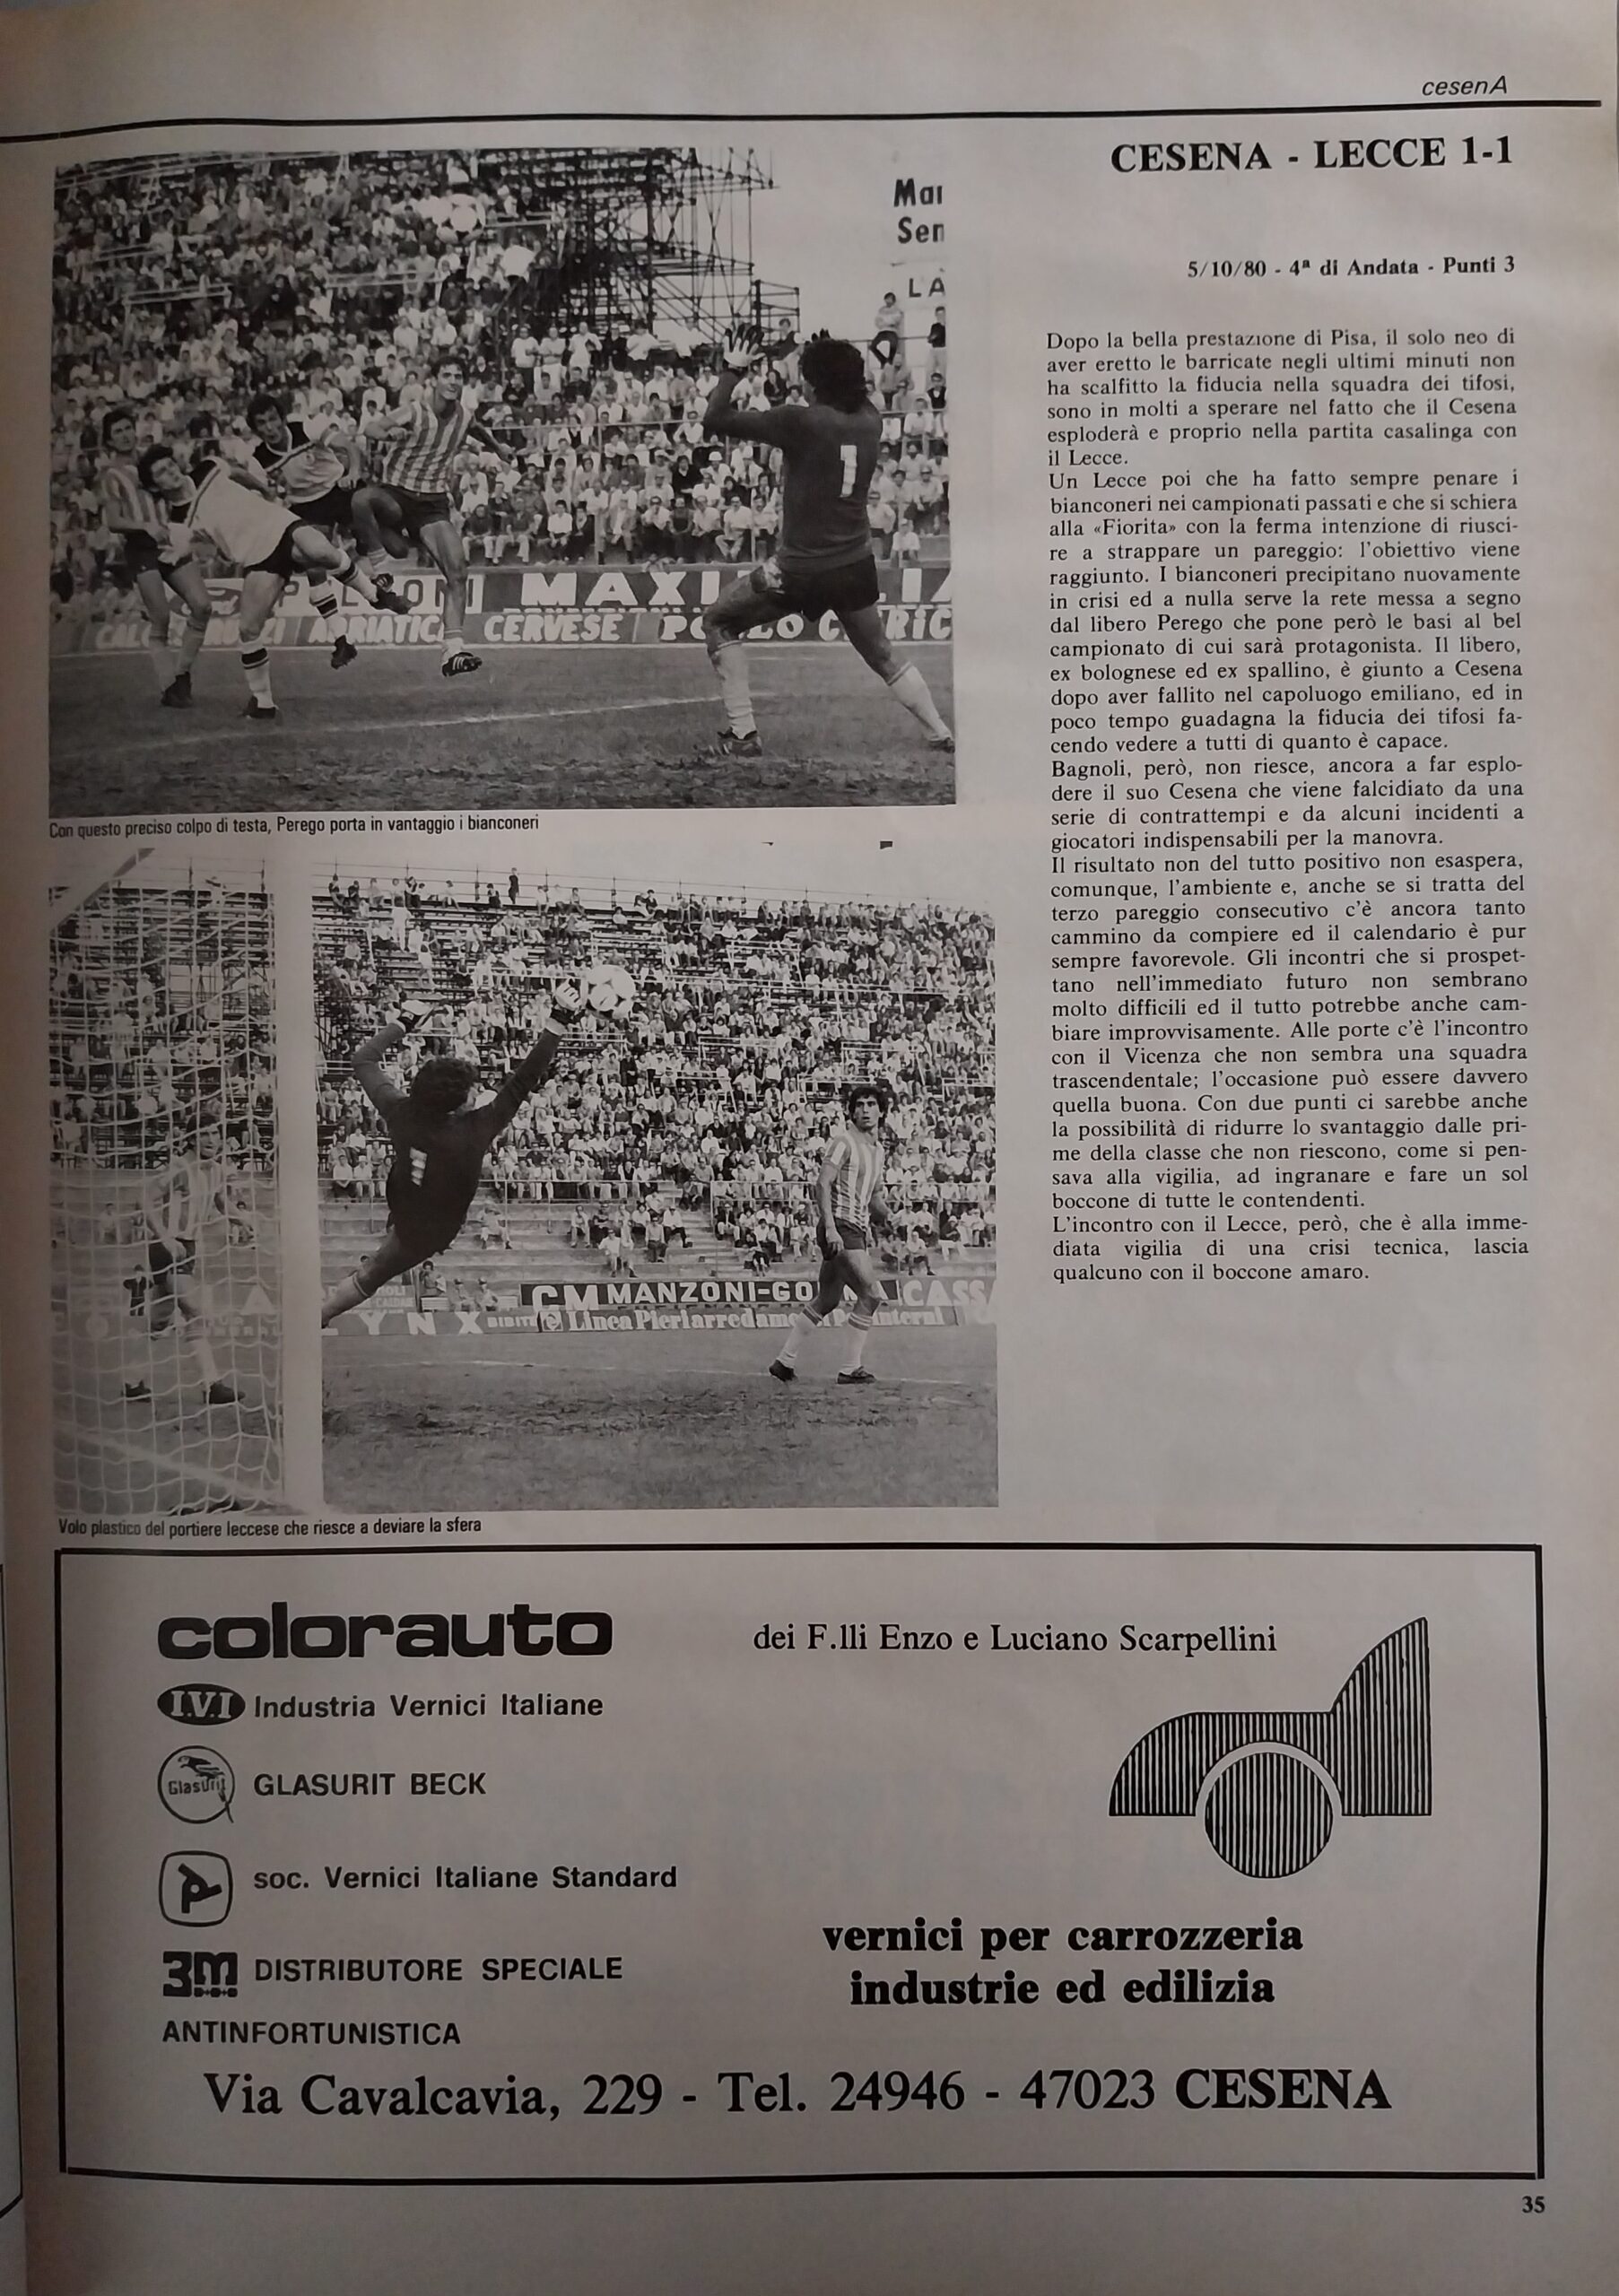 cesenA
CESENA - LECCE 1-1
5/10/80 - 4ª di Andata - Punti 3
Dopo la bella prestazione di Pisa, il solo neo di
aver eretto le barricate negli ultimi minuti non
ha scalfitto la fiducia nella squadra dei tifosi,
sono in molti a sperare nel fatto che il Cesena
esploderà e proprio nella partita casalinga con
il Lecce.
Un Lecce poi che ha fatto sempre penare i
bianconeri nei campionati passati e che si schiera
alla «Fiorita» con la ferma intenzione di riusci-
re a strappare un pareggio: l'obiettivo viene
raggiunto. I bianconeri precipitano nuovamente
in crisi ed a nulla serve la rete messa a segno
dal libero Perego che pone però le basi al bel
campionato di cui sarà protagonista. Il libero,
ex bolognese ed ex spallino, è giunto a Cesena
dopo aver fallito nel capoluogo emiliano, ed in
poco tempo guadagna la fiducia dei tifosi fa-
cendo vedere a tutti di quanto è capace.
Bagnoli, però, non riesce, ancora a far esplo-
dere il suo Cesena che viene falcidiato da una
serie di contrattempi e da alcuni incidenti a
giocatori indispensabili per la manovra.
Il risultato non del tutto positivo non esaspera,
comunque, l'ambiente e, anche se si tratta del
terzo pareggio consecutivo c'è ancora tanto
cammino da compiere ed il calendario è pur
sempre favorevole. Gli incontri che si prospet-
tano nell'immediato futuro non sembrano
molto difficili ed il tutto potrebbe anche cam-
biare improvvisamente. Alle porte c'è l'incontro
con il Vicenza che non sembra una squadra
trascendentale; l'occasione può essere davvero
quella buona. Con due punti ci sarebbe anche
la possibilità di ridurre lo svantaggio dalle pri-
me della classe che non riescono, come si pen-
sava alla vigilia, ad ingranare e fare un sol
boccone di tutte le contendenti.
L'incontro con il Lecce, però, che è alla imme-
diata vigilia di una crisi tecnica, lascia
qualcuno con il boccone amaro.
Mar
Sen
LA
MAXI
CERVESE
1
Con questo preciso colpo di testa, Perego porta in vantaggio i bianconeri
1
CM MANZONI-GO
CASS
LYNX BIBITE
Linea Pierlarredam
Volo plastico del portiere leccese che riesce a deviare la sfera
colorauto
dei F.lli Enzo e Luciano Scarpellini
I.V.I Industria Vernici Italiane
Glasurit GLASURIT BECK
soc. Vernici Italiane Standard
3M DISTRIBUTORE SPECIALE
ANTINFORTUNISTICA
vernici per carrozzeria
industrie ed edilizia
Via Cavalcavia, 229 - Tel. 24946 - 47023 CESENA
35